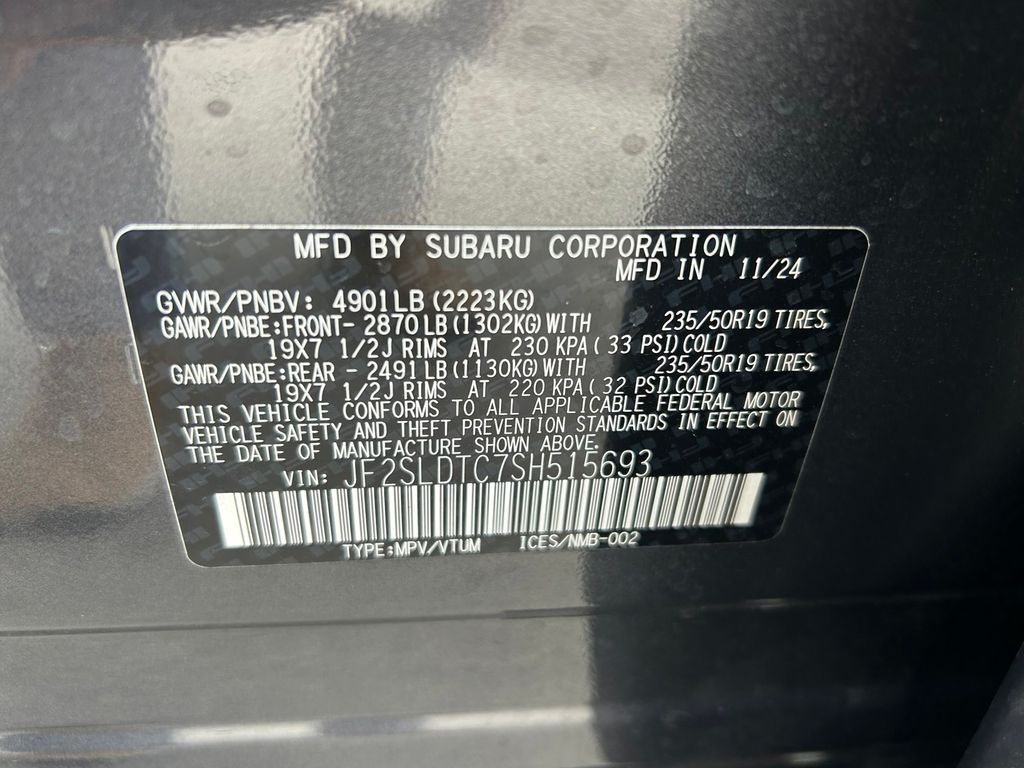 MFD BY SUBARU CORPORATION
MFD IN 11/24
GVWR/PNBV: 4901LB(2223KG)
GAWR/PNBE:FRONT- 2870LB(1302KG)WITH 235/50R19 TIRES,
19X7 1/2J RIMS AT 230 KPA( 33 PSI)COLD
GAWR/PNBE:REAR - 2491LB(1130KG)WITH 235/50R19 TIRES,
19X7 1/2J RIMS AT 220 KPA( 32 PSI)COLD
THIS VEHICLE CONFORMS TO ALL APPLICABLE FEDERAL MOTOR
VEHICLE SAFETY AND THEFT PREVENTION STANDARDS IN EFFECT ON
THE DATE OF MANUFACTURE SHOWN ABOVE.
VIN: JF2SLDTC7SH515693
TYPE:MPV/VTUM ICES/NMB-002